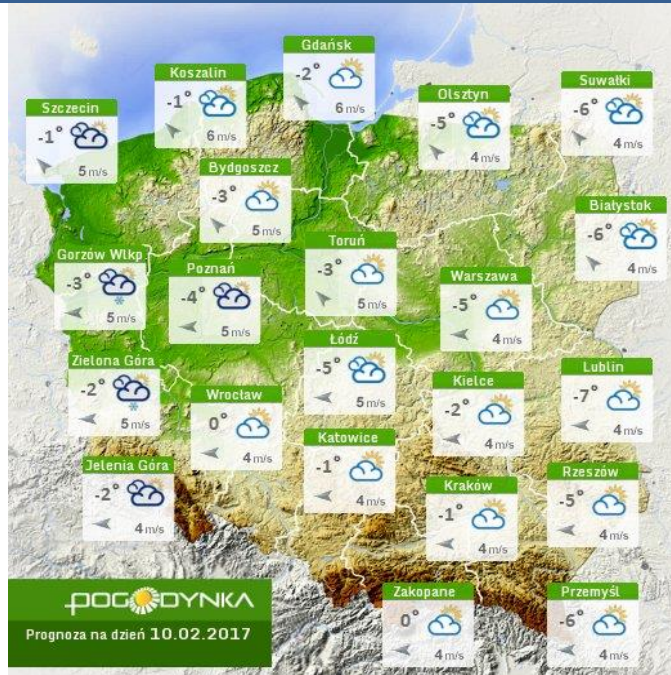 Gdańsk
-2°
6 m/s
Koszalin
-1°
6 m/s
Szczecin
-1°
5 m/s
Olsztyn
-5°
4 m/s
Suwałki
-6°
4 m/s
Bydgoszcz
-3°
5 m/s
Białystok
-6°
4 m/s
Gorzów Wlkp
-3°
5 m/s
Poznań
-4°
5 m/s
Toruń
-3°
5 m/s
Warszawa
-5°
4 m/s
Zielona Góra
-2°
5 m/s
Łódź
-5°
5 m/s
Wrocław
0°
4 m/s
Kielce
-2°
4 m/s
Lublin
-7°
4 m/s
Jelenia Góra
-2°
4 m/s
Katowice
-1°
4 m/s
Kraków
-1°
4 m/s
Rzeszów
-5°
4 m/s
Zakopane
0°
4 m/s
Przemyśl
-6°
4 m/s
POGODYNKA
Prognoza na dzień 10.02.2017